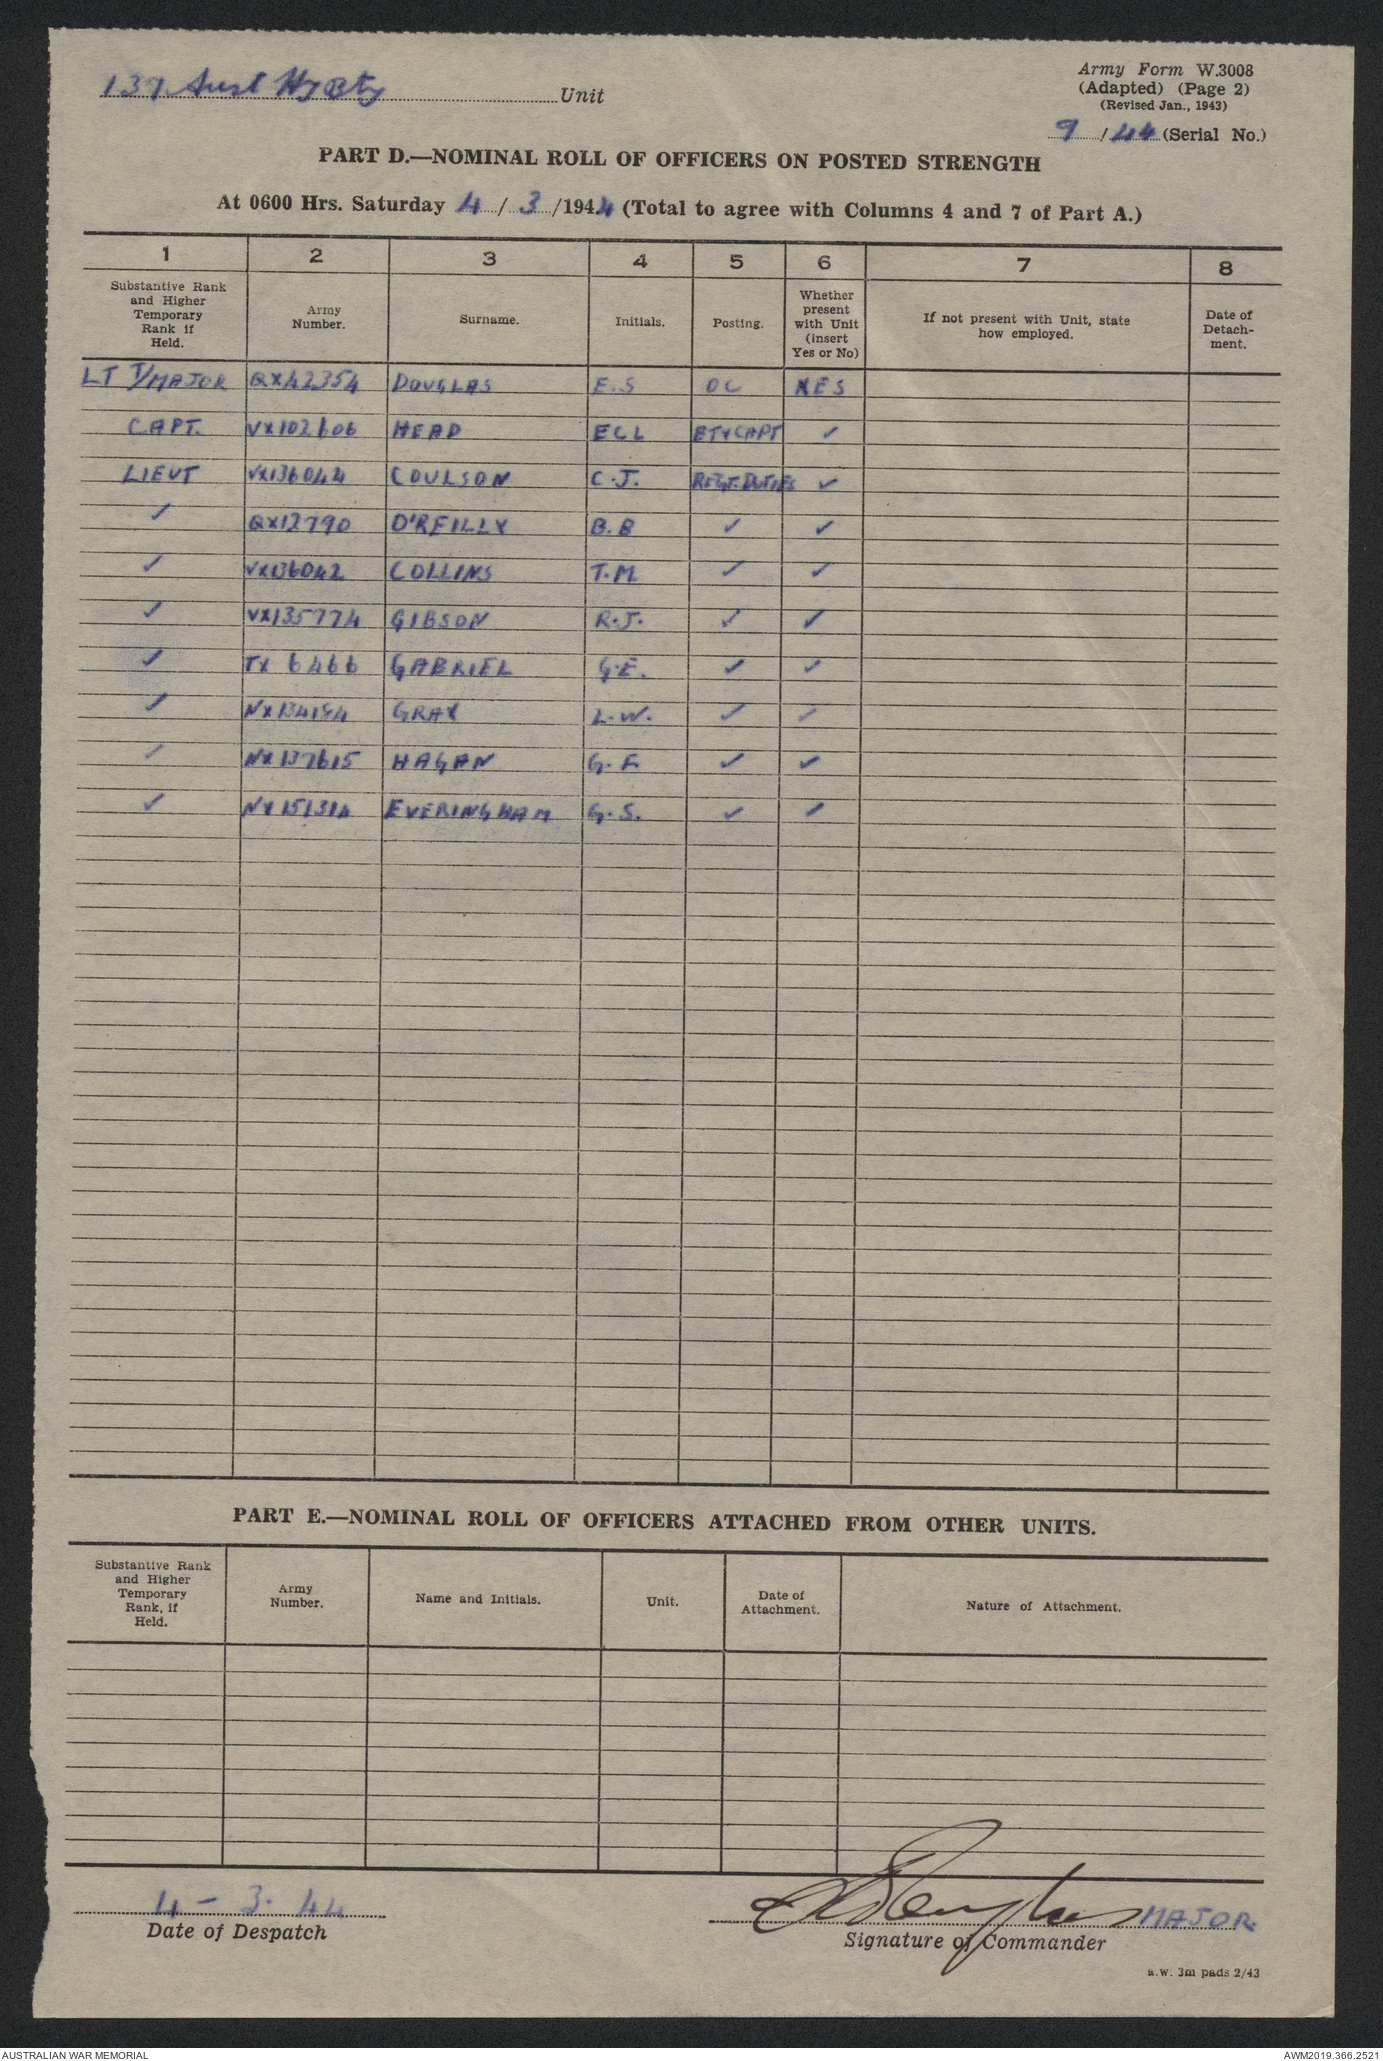 137 Aust Hy Bty Unit
Army Form W.3008
(Adapted) (Page 2)
(Revised Jan., 1943)
9/44 (Serial No.)
PART D.—NOMINAL ROLL OF OFFICERS ON POSTED STRENGTH
At 0600 Hrs. Saturday 4/3/1944 (Total to agree with Columns 4 and 7 of Part A.)
1 2 3 4 5 6 7 8
Substantive Rank and Higher Temporary Rank if Held. Army Number. Surname. Initials. Posting. Whether present with Unit (insert Yes or No) If not present with Unit, state how employed. Date of Detachment.
LT T/MAJOR QX42354 DOUGLAS E.S OC YES
CAPT. VX102606 HEAD ECL BTYCAPT ✓
LIEUT VX136044 COULSON C.J. REGT.DUTIES ✓
✓ QX12790 O'REILLY B.B ✓ ✓
✓ VX136042 COLLINS T.M ✓ ✓
✓ VX135774 GIBSON R.J. ✓ ✓
✓ TX 6466 GABRIEL G.E. ✓ ✓
✓ NX134184 GRAY L.W. ✓ ✓
✓ NX137615 HAGAN G.F ✓ ✓
✓ NX151314 EVERINGHAM G.S. ✓ ✓
PART E.—NOMINAL ROLL OF OFFICERS ATTACHED FROM OTHER UNITS.
Substantive Rank and Higher Temporary Rank, if Held. Army Number. Name and Initials. Unit. Date of Attachment. Nature of Attachment.
4 - 3. 44
Date of Despatch
ESDouglas MAJOR.
Signature of Commander
a.w. 3m pads 2/43
AUSTRALIAN WAR MEMORIAL
AWM2019.366.2521